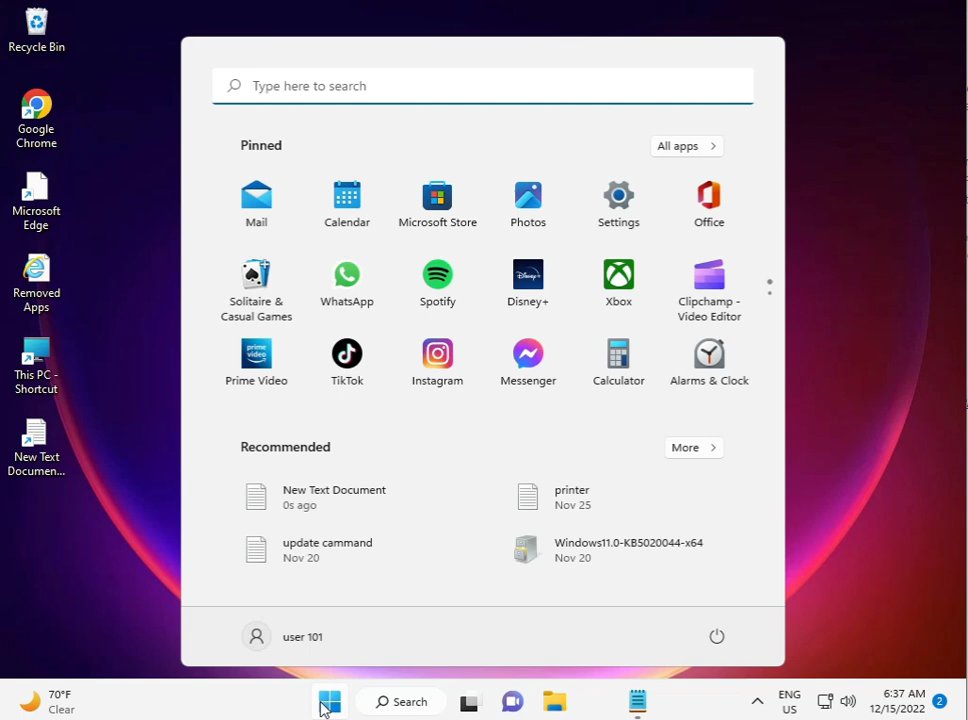 Recycle Bin
Google
Chrome
Microsoft
Edge
Removed
Apps
This PC -
Shortcut
New Text
Documen...
Type here to search
Pinned
All apps
Mail
Calendar
Microsoft Store
Photos
Settings
Office
Solitaire &
Casual Games
WhatsApp
Spotify
Disney+
Disney+
Xbox
Clipchamp -
Video Editor
prime
video
Prime Video
TikTok
Instagram
Messenger
Calculator
Alarms & Clock
Recommended
More
New Text Document
0s ago
printer
Nov 25
update cammand
Nov 20
Windows11.0-KB5020044-x64
Nov 20
user 101
70°F
Clear
Search
ENG
US
6:37 AM
12/15/2022
2